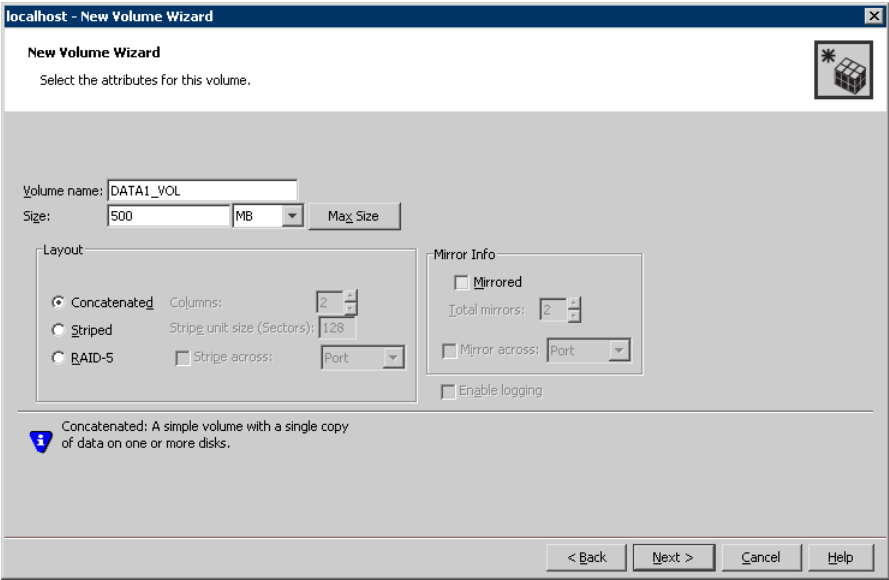 localhost - New Volume Wizard
New Volume Wizard
Select the attributes for this volume.
Volume name: DATA1_VOL
Size: 500 MB Max Size
Layout
Concatenated Columns: 2
Striped Stripe unit size (Sectors): 128
RAID-5 Stripe across: Port
Mirror Info
Mirrored
Total mirrors: 2
Mirror across: Port
Enable logging
Concatenated: A simple volume with a single copy
of data on one or more disks.
< Back Next > Cancel Help